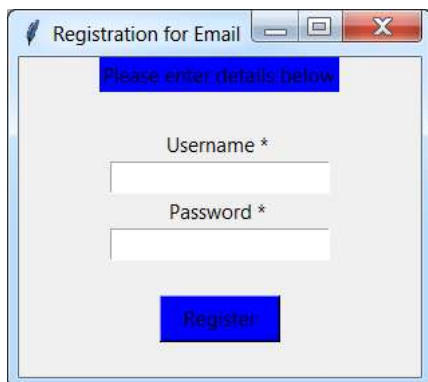 Registration for Email
Please enter details below
Username *
Password *
Register